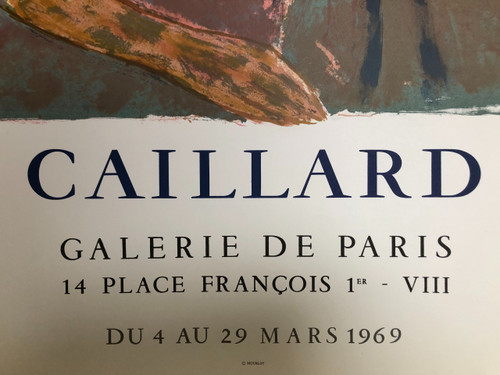 CAILLARD
GALERIE DE PARIS
14 PLACE FRANÇOIS 1ER - VIII
DU 4 AU 29 MARS 1969